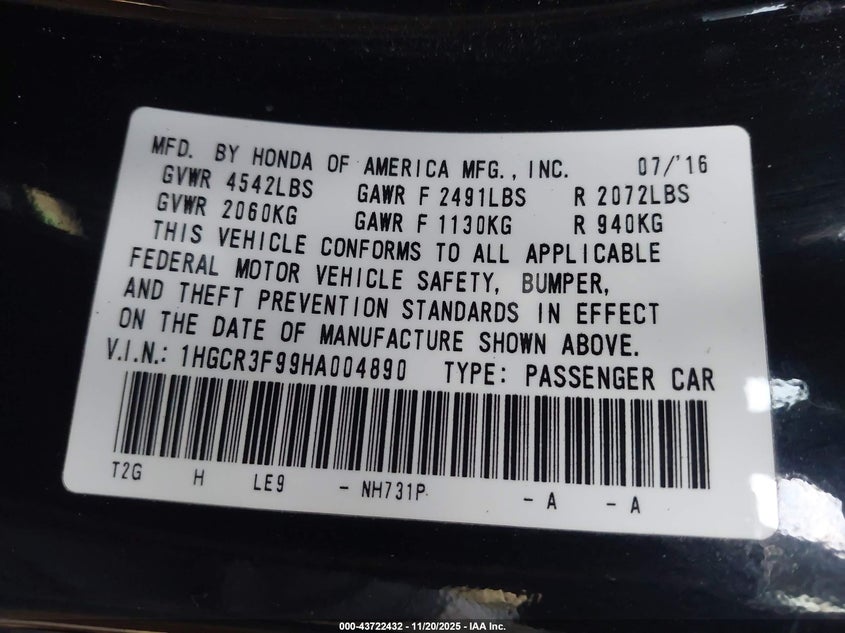 MFD. BY HONDA OF AMERICA MFG., INC. 07/'16
GVWR 4542LBS GAWR F 2491LBS R 2072LBS
GVWR 2060KG GAWR F 1130KG R 940KG
THIS VEHICLE CONFORMS TO ALL APPLICABLE
FEDERAL MOTOR VEHICLE SAFETY, BUMPER,
AND THEFT PREVENTION STANDARDS IN EFFECT
ON THE DATE OF MANUFACTURE SHOWN ABOVE.
V.I.N.: 1HGCR3F99HA004890 TYPE: PASSENGER CAR
T2G H LE9 - NH731P - A - A
000-43722432 - 11/20/2025 - IAA Inc.